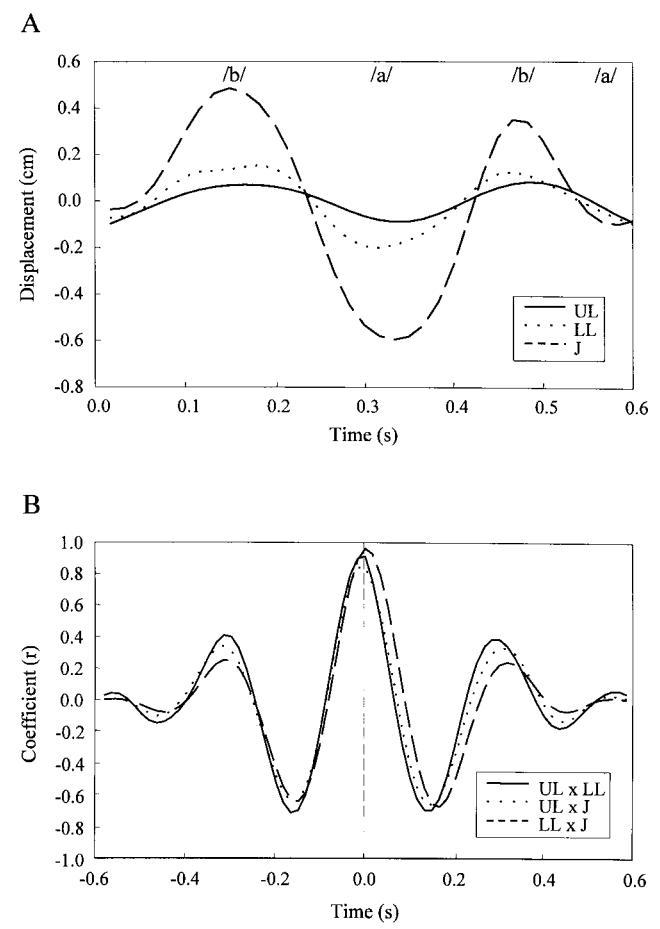 A
0.6
0.4
0.2
0.0
-0.2
-0.4
-0.6
-0.8
Displacement (cm)
/b/ /a/ /b/ /a/
UL
LL
J
0.0 0.1 0.2 0.3 0.4 0.5 0.6
Time (s)
B
1.0
0.8
0.6
0.4
0.2
0.0
-0.2
-0.4
-0.6
-0.8
-1.0
Coefficient (r)
UL x LL
UL x J
LL x J
-0.6 -0.4 -0.2 0.0 0.2 0.4 0.6
Time (s)